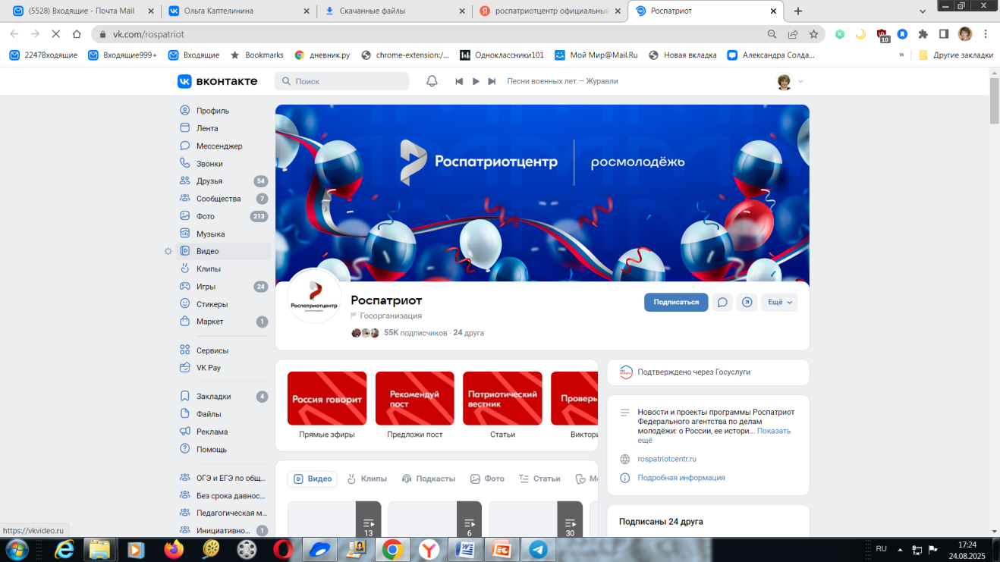 (5528) Входящие - Почта Mail
Ольга Каптелинина
Скачанные файлы
роспатриотцентр официальный
Роспатриот
vk.com/rospatriot
10
2247Входящие
Входящие999+
Входящие
Bookmarks
дневник.ру
chrome-extension:/...
Одноклассники101
Мой Мир@Mail.Ru
Новая вкладка
Александра Солда...
»
Другие закладки
ВКОНТАКТЕ
Поиск
Песни военных лет — Журавли
Профиль
Лента
Мессенджер
Звонки
Друзья 54
Сообщества 7
Фото 213
Музыка
Видео
Клипы
Игры 24
Стикеры
Маркет 1
Сервисы
VK Pay
Закладки 4
Файлы
Реклама
Помощь
ОГЭ и ЕГЭ по общ...
Без срока давнос...
Педагогическая м...
Инициативно... 1
Роспатриотцентр
росмолодёжь
Роспатриотцентр
Роспатриот
Госорганизация
55K подписчиков · 24 друга
Подписаться
Ещё
Россия говорит
Рекомендуй
пост
Патриотический
вестник
Проверь
Прямые эфиры
Предложи пост
Статьи
Виктори
Видео
Клипы
Подкасты
Фото
Статьи
13
6
30
госуслуги
Подтверждено через Госуслуги
Новости и проекты программы Роспатриот
Федерального агентства по делам
молодёжи: о России, ее истори... Показать
ещё
rospatriotcentr.ru
Подробная информация
Подписаны 24 друга
https://vkvideo.ru
RU
17:24
24.08.2025